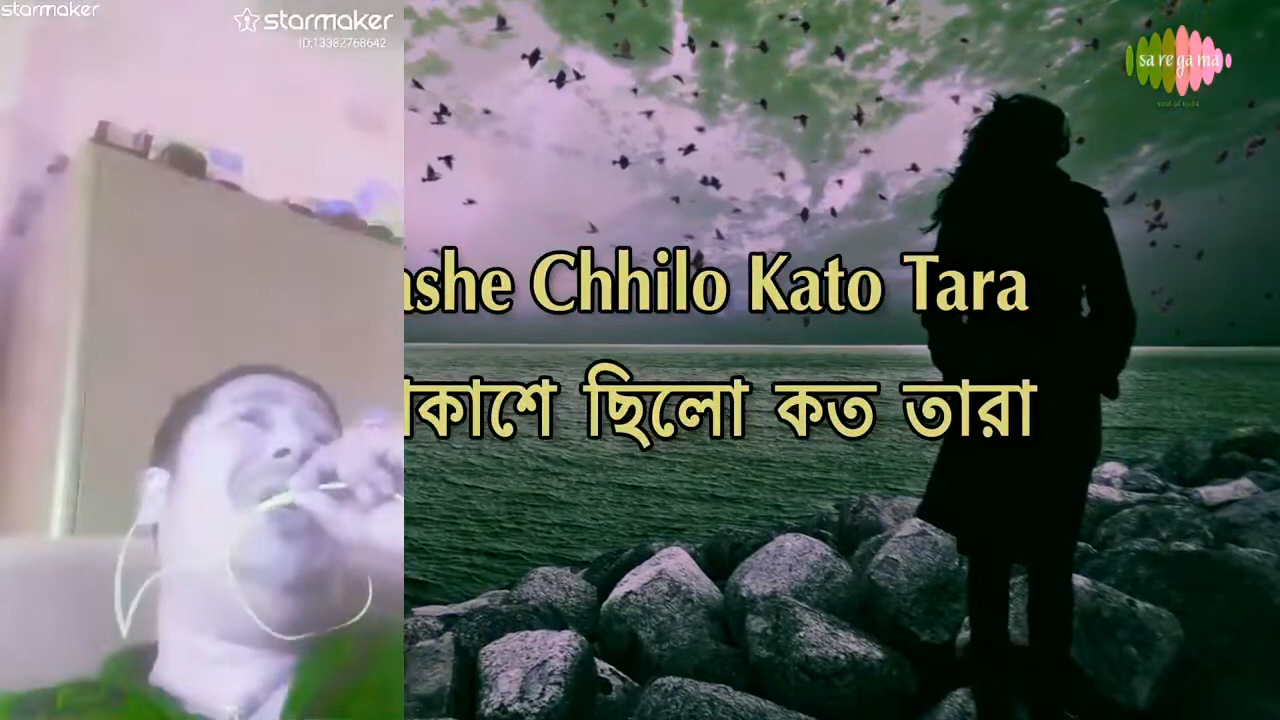 starmaker
starmaker
ID:13382768642
sa re ga ma
soul of india
ashe Chhilo Kato Tara
াকাশে ছিলো কত তারা